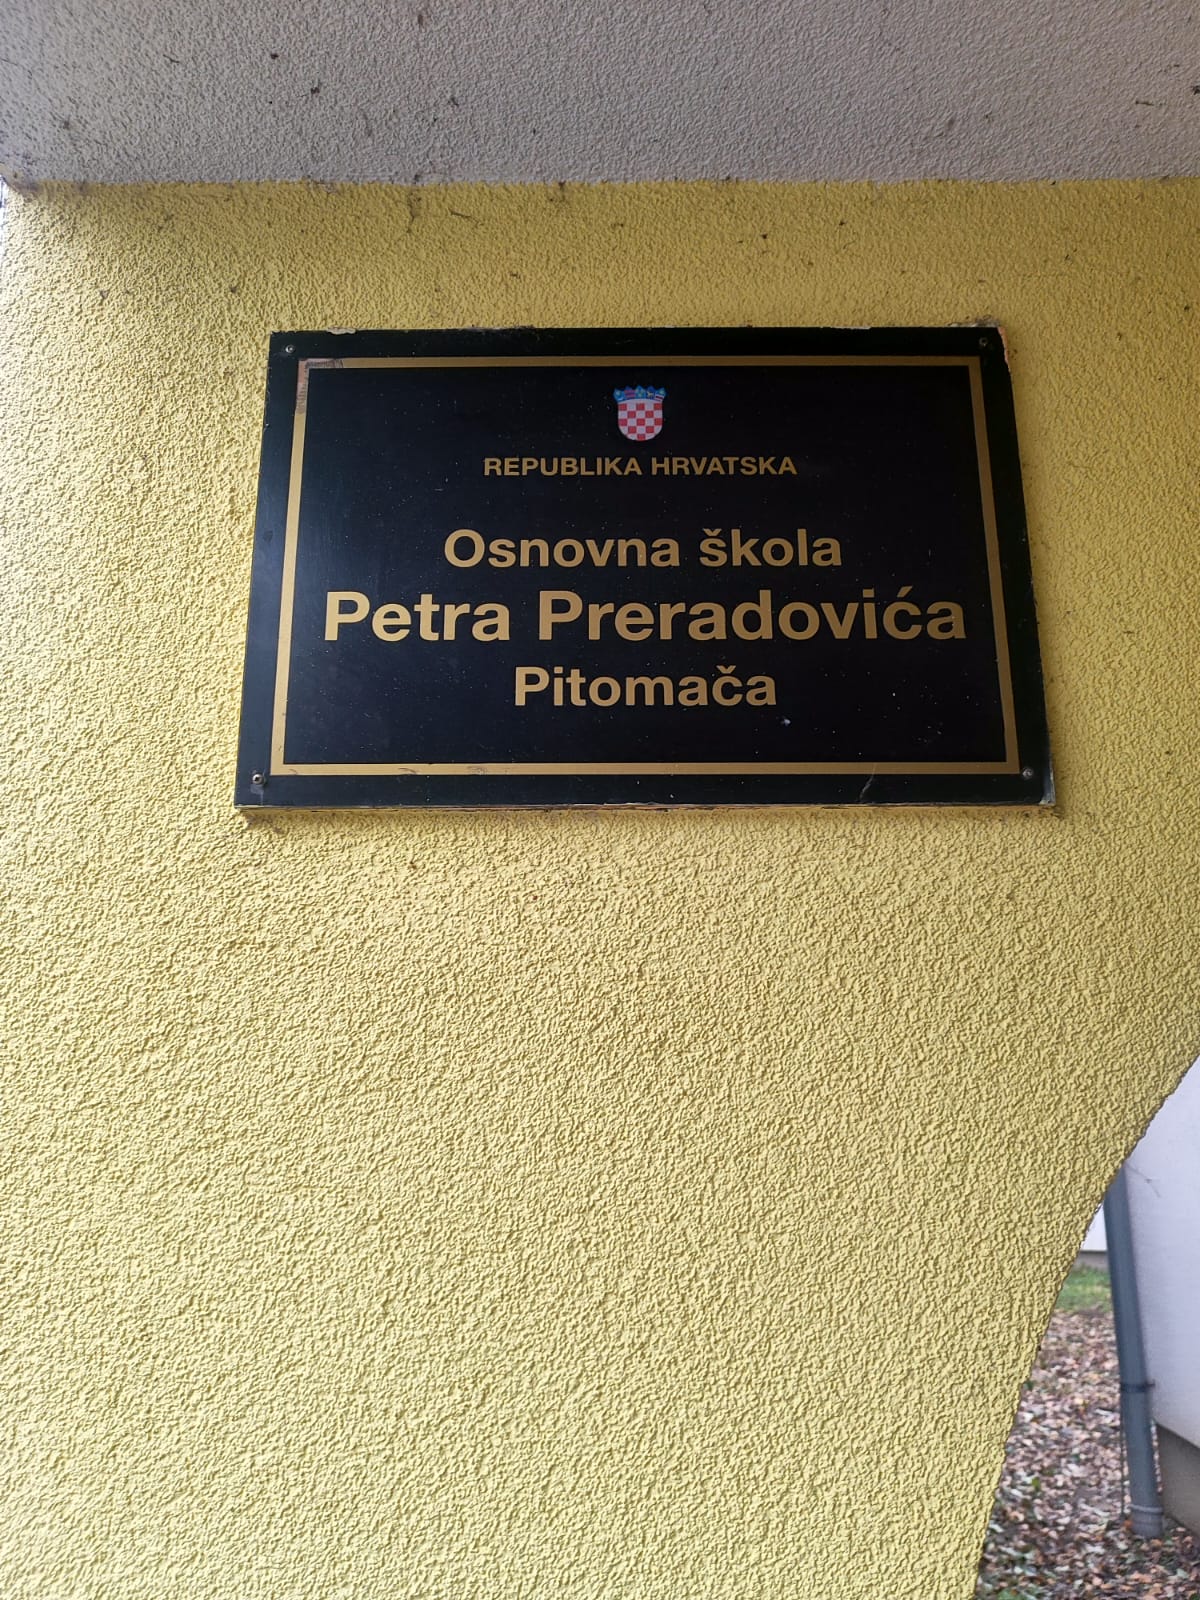 REPUBLIKA HRVATSKA
Osnovna škola
Petra Preradovića
Pitomača